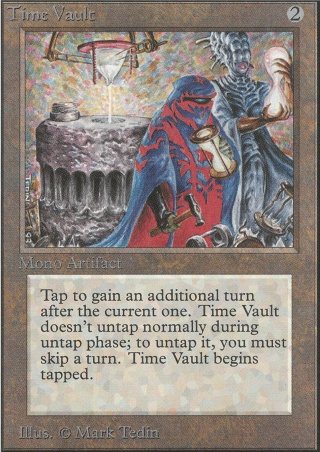 Time Vault 2
Mono Artifact
Tap to gain an additional turn
after the current one. Time Vault
doesn't untap normally during
untap phase; to untap it, you must
skip a turn. Time Vault begins
tapped.
Illus. © Mark Tedin